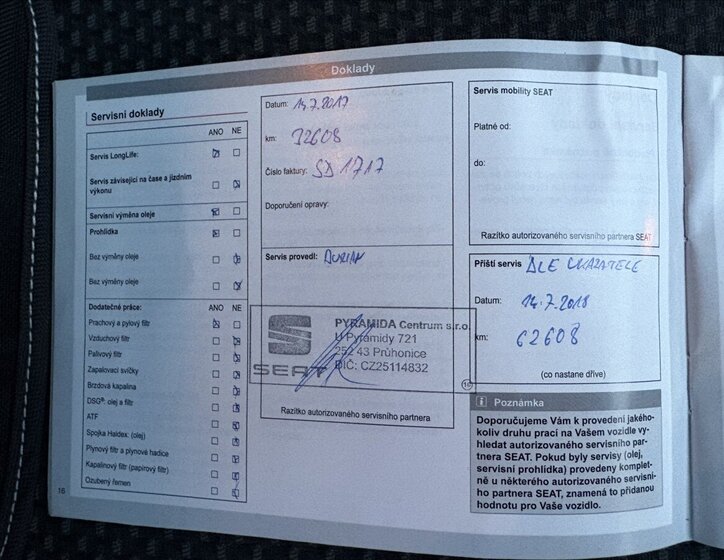 Doklady
Servisní doklady
ANO NE
Servis LongLife:
Servis závisející na čase a jízdním
výkonu
Servisní výměna oleje
Prohlídka
Bez výměny oleje
Bez výměny oleje
Dodatečné práce: ANO NE
Prachový a pylový filtr
Vzduchový filtr
Palivový filtr
Zapalovací svíčky
Brzdová kapalina
DSG®: olej a filtr
ATF
Spojka Haldex: (olej)
Plynový filtr a plynové hadice
Kapalinový filtr (papírový filtr)
Ozubený řemen
16
Datum: 14.7.2017
km: 32608
Číslo faktury: SD 1717
Doporučení opravy:
Servis provedl: DURIAN
SEAT
PYRAMIDA Centrum s.r.o.
U Pyramidy 721
252 43 Průhonice
DIČ: CZ25114832
10
Razítko autorizovaného servisního partnera
Servis mobility SEAT
Platné od:
do:
Razítko autorizovaného servisního partnera SEAT
Příští servis DLE UKAZATELE
Datum: 14.7.2018
km: 62608
(co nastane dříve)
i Poznámka
Doporučujeme Vám k provedení jakého-
koliv druhu prací na Vašem vozidle vy-
hledat autorizovaného servisního par-
tnera SEAT. Pokud byly servisy (olej,
servisní prohlídka) provedeny komplet-
ně u některého autorizovaného servisní-
ho partnera SEAT, znamená to přidanou
hodnotu pro Vaše vozidlo.